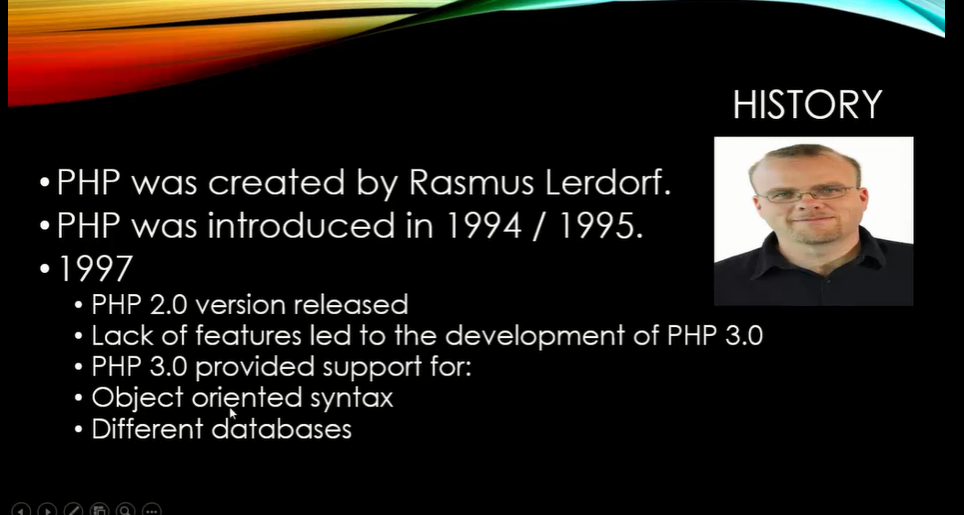 HISTORY
• PHP was created by Rasmus Lerdorf.
• PHP was introduced in 1994 / 1995.
• 1997
• PHP 2.0 version released
• Lack of features led to the development of PHP 3.0
• PHP 3.0 provided support for:
• Object oriented syntax
• Different databases